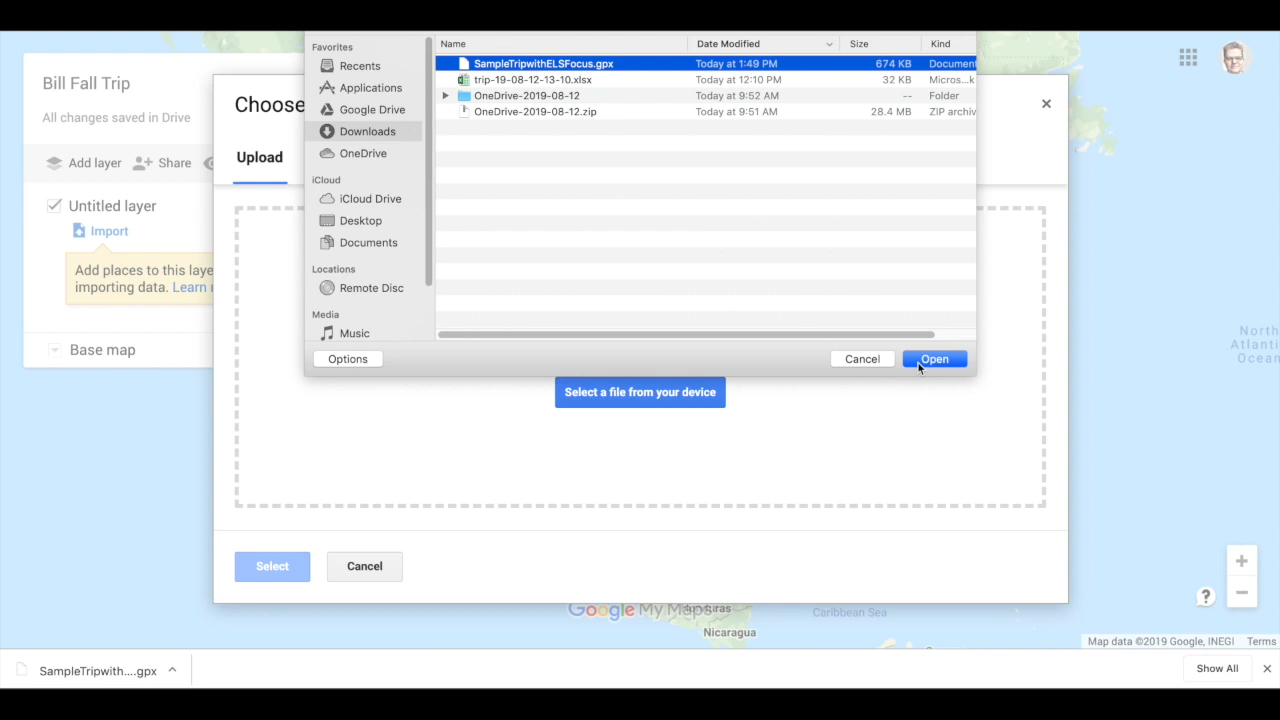 Bill Fall Trip
All changes saved in Drive
Add layer
Share
Untitled layer
Import
Add places to this laye
importing data. Learn
Base map
Choose
Upload
Favorites
Recents
Applications
Google Drive
Downloads
OneDrive
iCloud
iCloud Drive
Desktop
Documents
Locations
Remote Disc
Media
Music
Name Date Modified Size Kind
SampleTripwithELSFocus.gpx Today at 1:49 PM 674 KB Documen
trip-19-08-12-13-10.xlsx Today at 12:10 PM 32 KB Micros...k
OneDrive-2019-08-12 Today at 9:52 AM -- Folder
OneDrive-2019-08-12.zip Today at 9:51 AM 28.4 MB ZIP archiv
Options Cancel Open
Select a file from your device
Select Cancel
North
Atlantic
Ocean
Google My Maps
Nicaragua
Caribbean Sea
?
Map data ©2019 Google, INEGI Terms
SampleTripwith....gpx
Show All